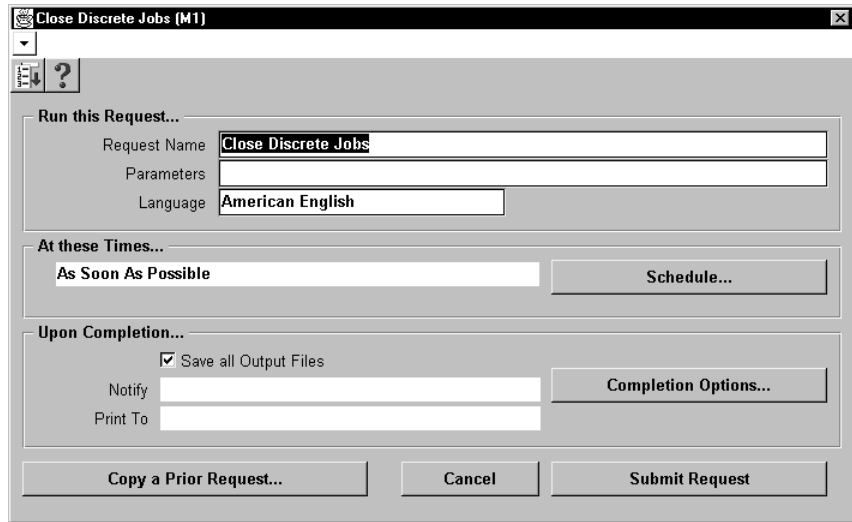 Close Discrete Jobs (M1)
Run this Request...
Request Name Close Discrete Jobs
Parameters
Language American English
At these Times...
As Soon As Possible Schedule...
Upon Completion...
Save all Output Files
Notify Completion Options...
Print To
Copy a Prior Request... Cancel Submit Request